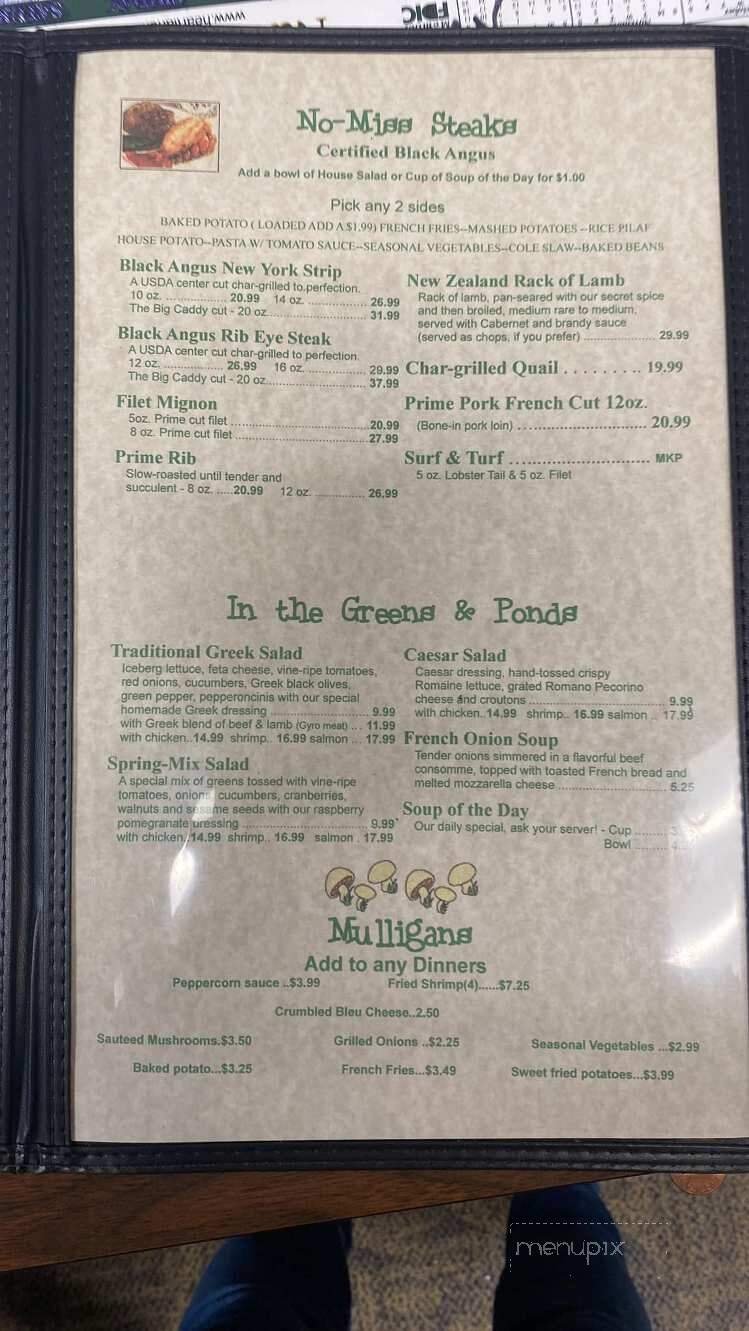 FDIC
No-Miss Steaks
Certified Black Angus
Add a bowl of House Salad or Cup of Soup of the Day for $1.00
Pick any 2 sides
BAKED POTATO ( LOADED ADD A $1.99) FRENCH FRIES--MASHED POTATOES --RICE PILAF
HOUSE POTATO--PASTA W/ TOMATO SAUCE--SEASONAL VEGETABLES--COLE SLAW--BAKED BEANS
Black Angus New York Strip
A USDA center cut char-grilled to perfection.
10 oz. .................. 20.99 14 oz. .................. 26.99
The Big Caddy cut - 20 oz.............................. 31.99
Black Angus Rib Eye Steak
A USDA center cut char-grilled to perfection.
12 oz. .................. 26.99 16 oz. .................. 29.99
The Big Caddy cut - 20 oz.............................. 37.99
Filet Mignon
5oz. Prime cut filet ........................................20.99
8 oz. Prime cut filet .......................................27.99
Prime Rib
Slow-roasted until tender and
succulent - 8 oz. .....20.99 12 oz. ............... 26.99
New Zealand Rack of Lamb
Rack of lamb, pan-seared with our secret spice
and then broiled, medium rare to medium,
served with Cabernet and brandy sauce
(served as chops, if you prefer) ..................... 29.99
Char-grilled Quail . . . . . . . . . 19.99
Prime Pork French Cut 12oz.
(Bone-in pork loin) ............................ 20.99
Surf & Turf ............................ MKP
5 oz. Lobster Tail & 5 oz. Filet
In the Greens & Ponds
Traditional Greek Salad
Iceberg lettuce, feta cheese, vine-ripe tomatoes,
red onions, cucumbers, Greek black olives,
green pepper, pepperoncinis with our special
homemade Greek dressing ............................. 9.99
with Greek blend of beef & lamb (Gyro meat) ... 11.99
with chicken..14.99 shrimp.. 16.99 salmon ... 17.99
Spring-Mix Salad
A special mix of greens tossed with vine-ripe
tomatoes, onions, cucumbers, cranberries,
walnuts and sesame seeds with our raspberry
pomegranate dressing ..................................... 9.99
with chicken..14.99 shrimp.. 16.99 salmon . 17.99
Caesar Salad
Caesar dressing, hand-tossed crispy
Romaine lettuce, grated Romano Pecorino
cheese and croutons ........................................ 9.99
with chicken. 14.99 shrimp.. 16.99 salmon .. 17.99
French Onion Soup
Tender onions simmered in a flavorful beef
consomme, topped with toasted French bread and
melted mozzarella cheese ................................ 5.25
Soup of the Day
Our daily special, ask your server! - Cup ..........
Bowl ..........
Mulligans
Add to any Dinners
Peppercorn sauce ..$3.99 Fried Shrimp(4)......$7.25
Crumbled Bleu Cheese..2.50
Sauteed Mushrooms.$3.50 Grilled Onions ..$2.25 Seasonal Vegetables ...$2.99
Baked potato...$3.25 French Fries...$3.49 Sweet fried potatoes...$3.99
menupix